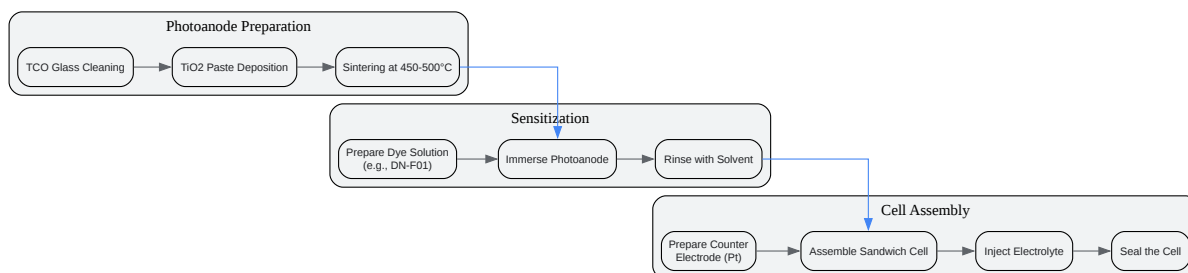 Photoanode Preparation
TCO Glass Cleaning
TiO2 Paste Deposition
Sintering at 450-500°C
Sensitization
Prepare Dye Solution
(e.g., DN-F01)
Immerse Photoanode
Rinse with Solvent
Cell Assembly
Prepare Counter
Electrode (Pt)
Assemble Sandwich Cell
Inject Electrolyte
Seal the Cell